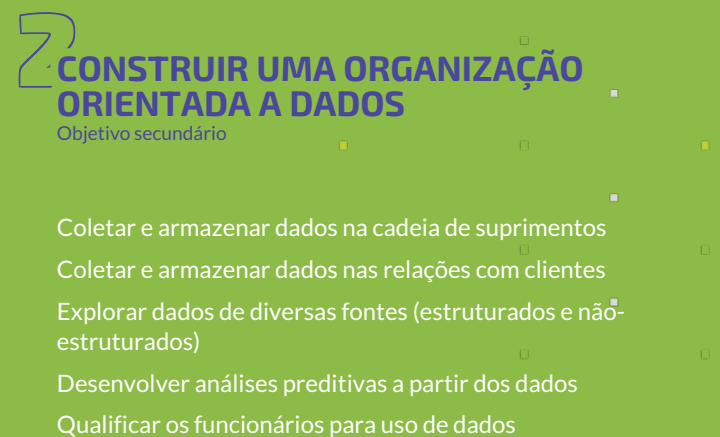 2
CONSTRUIR UMA ORGANIZAÇÃO
ORIENTADA A DADOS
Objetivo secundário
Coletar e armazenar dados na cadeia de suprimentos
Coletar e armazenar dados nas relações com clientes
Explorar dados de diversas fontes (estruturados e não-
estruturados)
Desenvolver análises preditivas a partir dos dados
Qualificar os funcionários para uso de dados